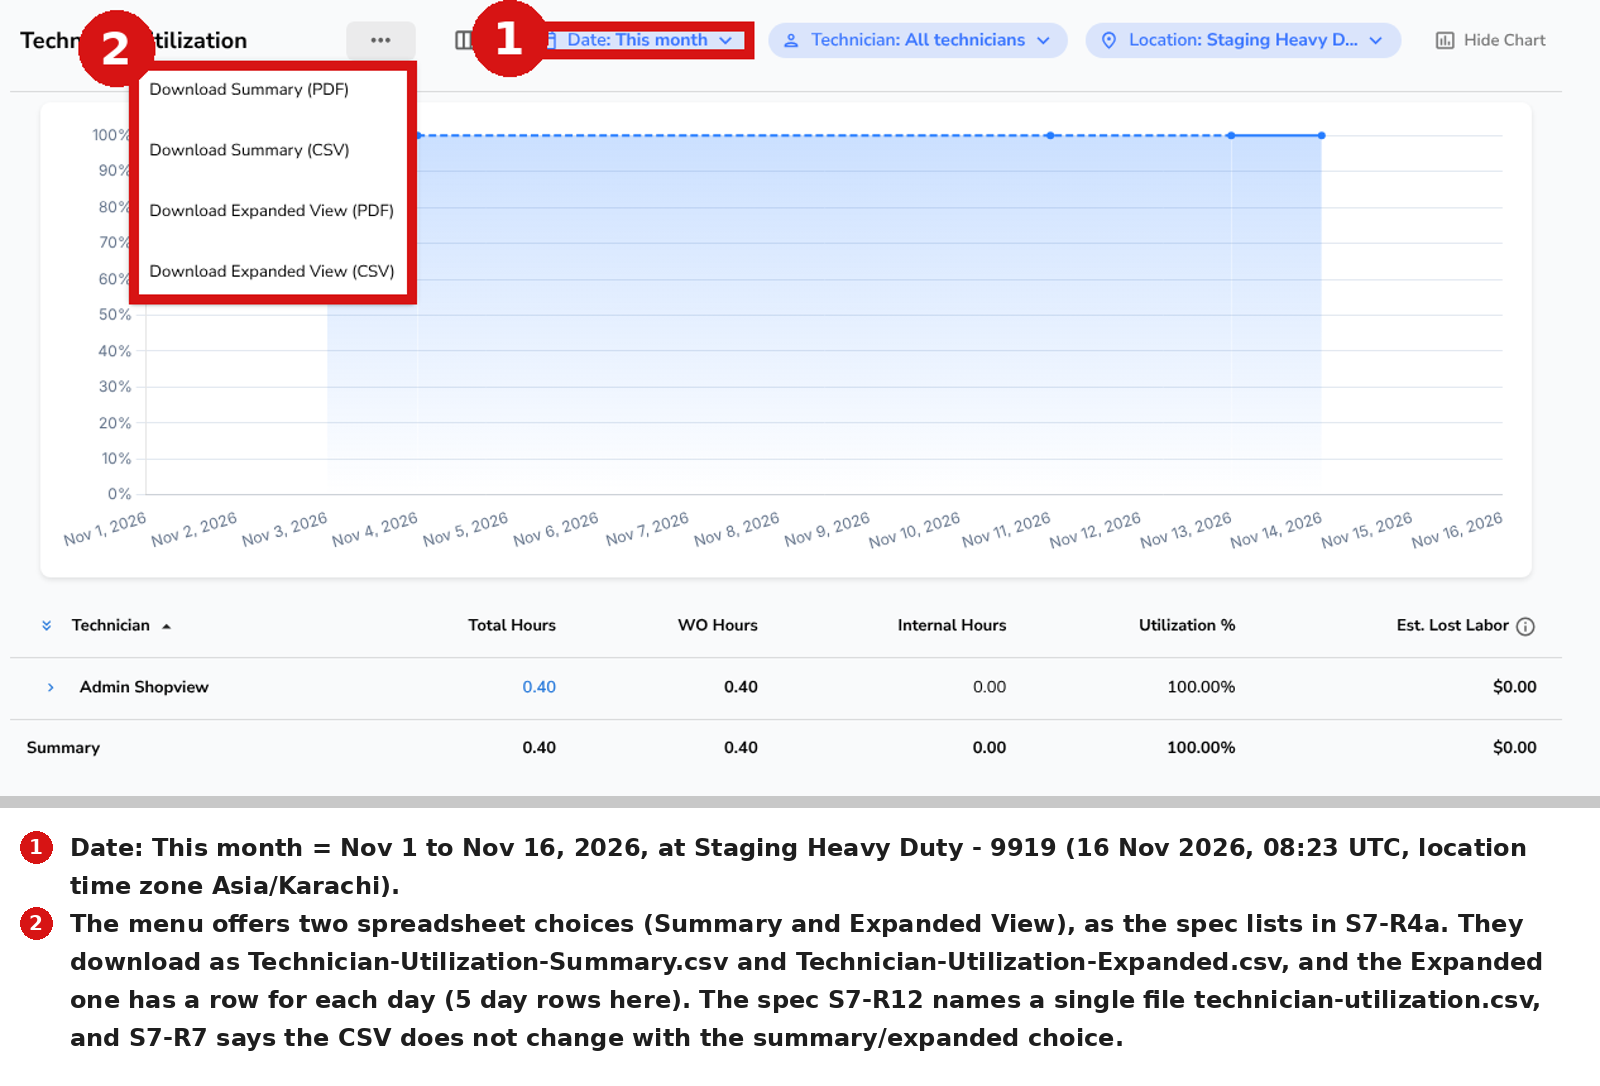 Techn
tilization
2
•••
1
Date: This month
Technician: All technicians
Location: Staging Heavy D...
Hide Chart
Download Summary (PDF)
Download Summary (CSV)
Download Expanded View (PDF)
Download Expanded View (CSV)
100%
90%
80%
70%
60%
50%
40%
30%
20%
10%
0%
Nov 1, 2026
Nov 2, 2026
Nov 3, 2026
Nov 4, 2026
Nov 5, 2026
Nov 6, 2026
Nov 7, 2026
Nov 8, 2026
Nov 9, 2026
Nov 10, 2026
Nov 11, 2026
Nov 12, 2026
Nov 13, 2026
Nov 14, 2026
Nov 15, 2026
Nov 16, 2026
Technician Total Hours WO Hours Internal Hours Utilization % Est. Lost Labor
Admin Shopview 0.40 0.40 0.00 100.00% $0.00
Summary 0.40 0.40 0.00 100.00% $0.00
1 Date: This month = Nov 1 to Nov 16, 2026, at Staging Heavy Duty - 9919 (16 Nov 2026, 08:23 UTC, location
time zone Asia/Karachi).
2 The menu offers two spreadsheet choices (Summary and Expanded View), as the spec lists in S7-R4a. They
download as Technician-Utilization-Summary.csv and Technician-Utilization-Expanded.csv, and the Expanded
one has a row for each day (5 day rows here). The spec S7-R12 names a single file technician-utilization.csv,
and S7-R7 says the CSV does not change with the summary/expanded choice.